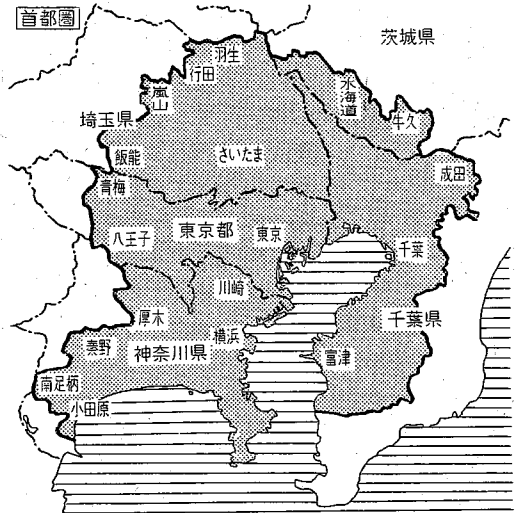 首都圏
茨城県
羽生
行田
嵐山
水海道
牛久
埼玉県
飯能
さいたま
成田
青梅
八王子
東京都
東京
千葉
川崎
厚木
横浜
千葉県
秦野
神奈川県
富津
南足柄
小田原